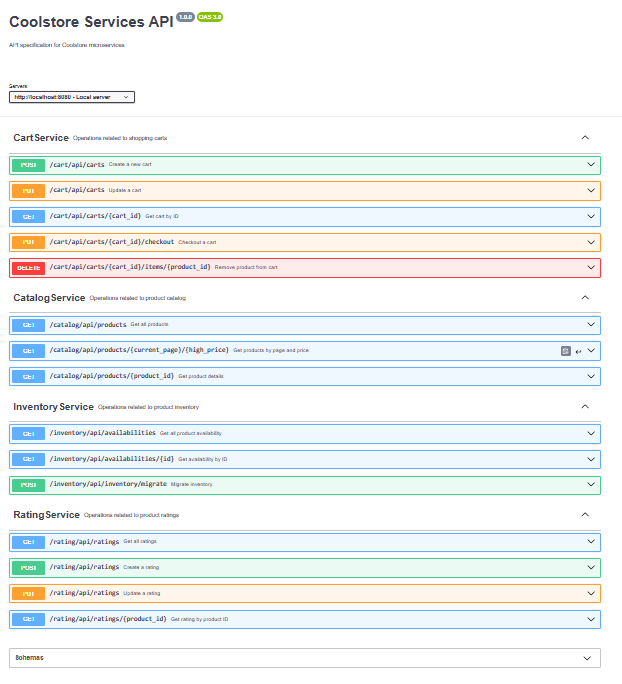 Coolstore Services API 1.0.0 OAS 3.0
API specification for Coolstore microservices
Servers
http://localhost:8080 - Local server
CartService Operations related to shopping carts
POST /cart/api/carts Create a new cart
PUT /cart/api/carts Update a cart
GET /cart/api/carts/{cart_id} Get cart by ID
PUT /cart/api/carts/{cart_id}/checkout Checkout a cart
DELETE /cart/api/carts/{cart_id}/items/{product_id} Remove product from cart
CatalogService Operations related to product catalog
GET /catalog/api/products Get all products
GET /catalog/api/products/{current_page}/{high_price} Get products by page and price
GET /catalog/api/products/{product_id} Get product details
InventoryService Operations related to product inventory
GET /inventory/api/availabilities Get all product availability
GET /inventory/api/availabilities/{id} Get availability by ID
POST /inventory/api/inventory/migrate Migrate inventory
RatingService Operations related to product ratings
GET /rating/api/ratings Get all ratings
POST /rating/api/ratings Create a rating
PUT /rating/api/ratings Update a rating
GET /rating/api/ratings/{product_id} Get rating by product ID
Schemas